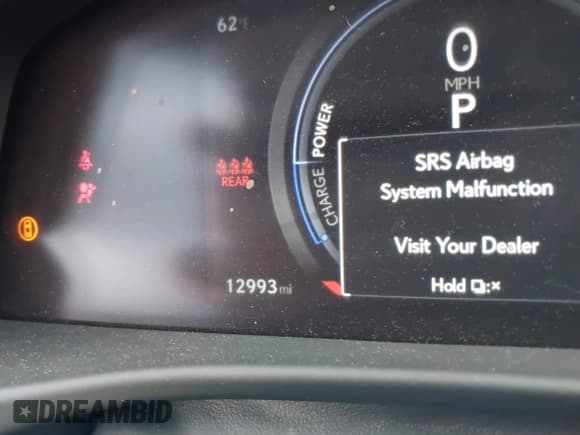 62°
0
MPH
P
POWER
CHARGE
REAR
SRS Airbag
System Malfunction
Visit Your Dealer
Hold :×
12993 mi
DREAMBID